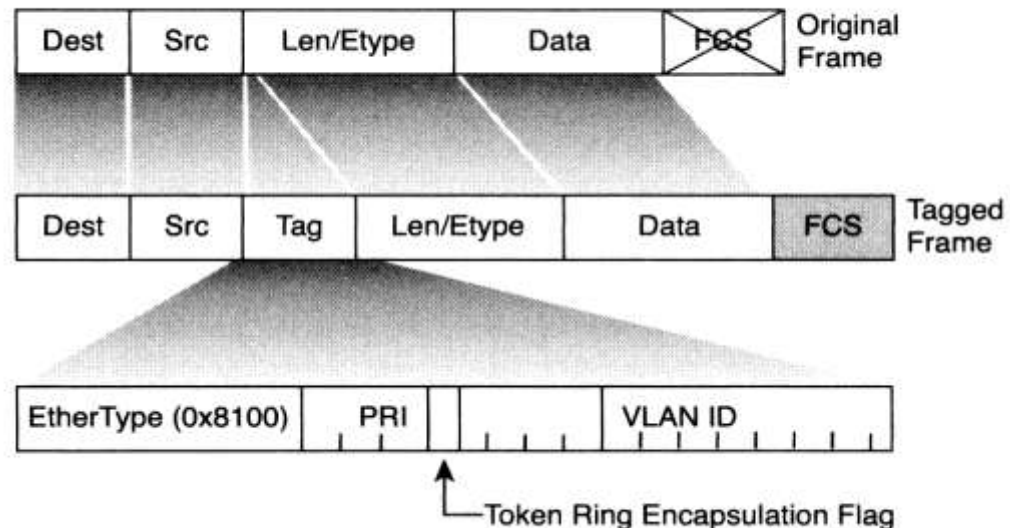 Dest Src Len/Etype Data FCS Original
Frame
Dest Src Tag Len/Etype Data FCS Tagged
Frame
EtherType (0x8100) PRI VLAN ID
Token Ring Encapsulation Flag